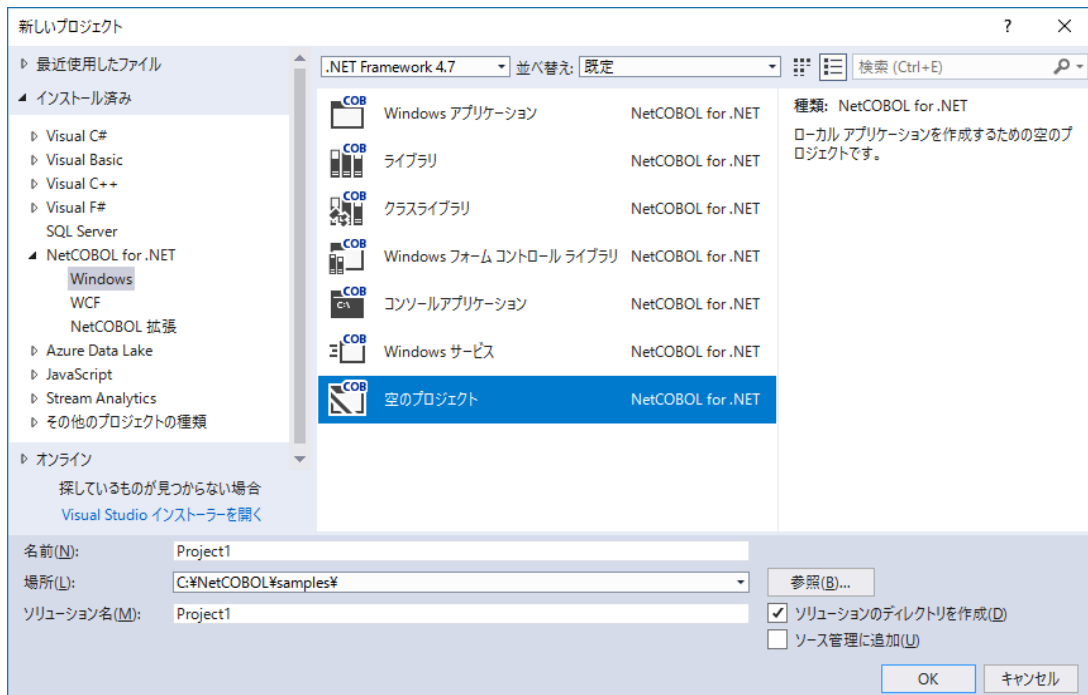 新しいプロジェクト
?
最近使用したファイル
インストール済み
Visual C#
Visual Basic
Visual C++
Visual F#
SQL Server
NetCOBOL for .NET
Windows
WCF
NetCOBOL 拡張
Azure Data Lake
JavaScript
Stream Analytics
その他のプロジェクトの種類
オンライン
探しているものが見つからない場合
Visual Studio インストーラーを開く
.NET Framework 4.7 並べ替え: 既定
検索 (Ctrl+E)
COB Windows アプリケーション NetCOBOL for .NET
COB ライブラリ NetCOBOL for .NET
COB クラスライブラリ NetCOBOL for .NET
COB Windows フォーム コントロール ライブラリ NetCOBOL for .NET
COB C:\ コンソールアプリケーション NetCOBOL for .NET
COB Windows サービス NetCOBOL for .NET
COB 空のプロジェクト NetCOBOL for .NET
種類: NetCOBOL for .NET
ローカル アプリケーションを作成するための空のプ
ロジェクトです。
名前(N): Project1
場所(L): C:¥NetCOBOL¥samples¥ 参照(B)...
ソリューション名(M): Project1
ソリューションのディレクトリを作成(D)
ソース管理に追加(U)
OK キャンセル